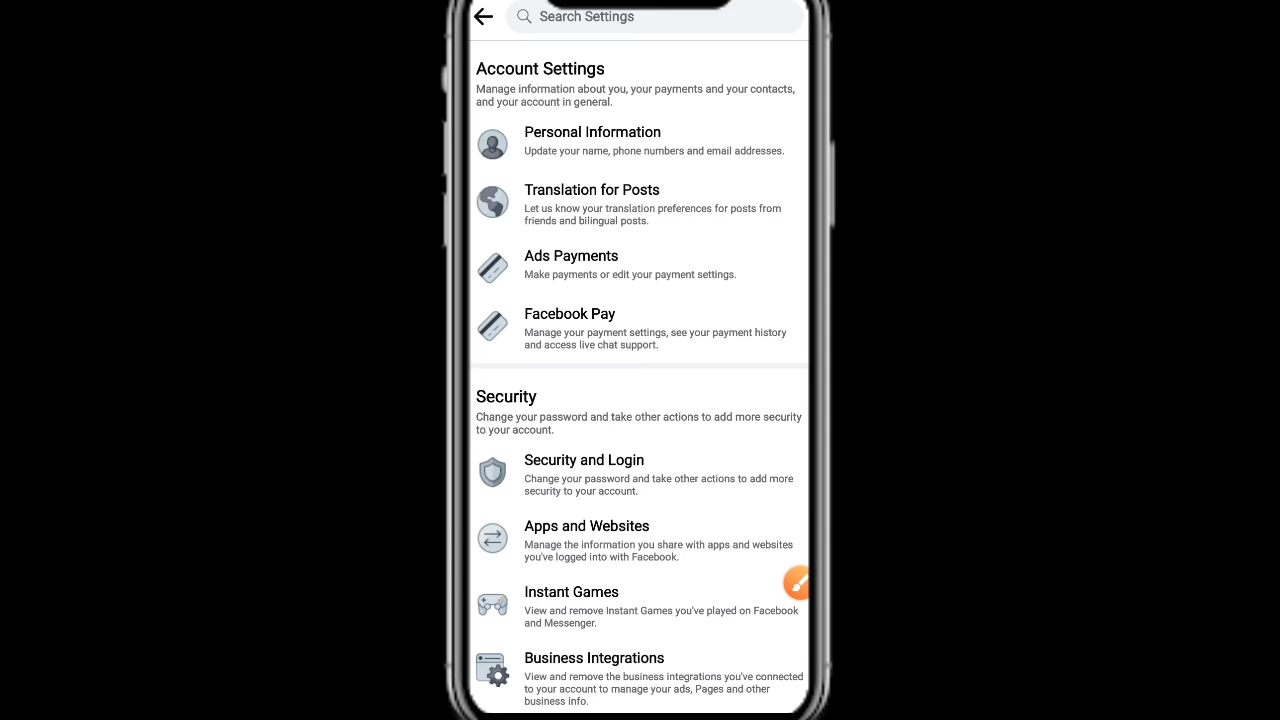 Search Settings
Account Settings
Manage information about you, your payments and your contacts,
and your account in general.
Personal Information
Update your name, phone numbers and email addresses.
Translation for Posts
Let us know your translation preferences for posts from
friends and bilingual posts.
Ads Payments
Make payments or edit your payment settings.
Facebook Pay
Manage your payment settings, see your payment history
and access live chat support.
Security
Change your password and take other actions to add more security
to your account.
Security and Login
Change your password and take other actions to add more
security to your account.
Apps and Websites
Manage the information you share with apps and websites
you've logged into with Facebook.
Instant Games
View and remove Instant Games you've played on Facebook
and Messenger.
Business Integrations
View and remove the business integrations you've connected
to your account to manage your ads, Pages and other
business info.